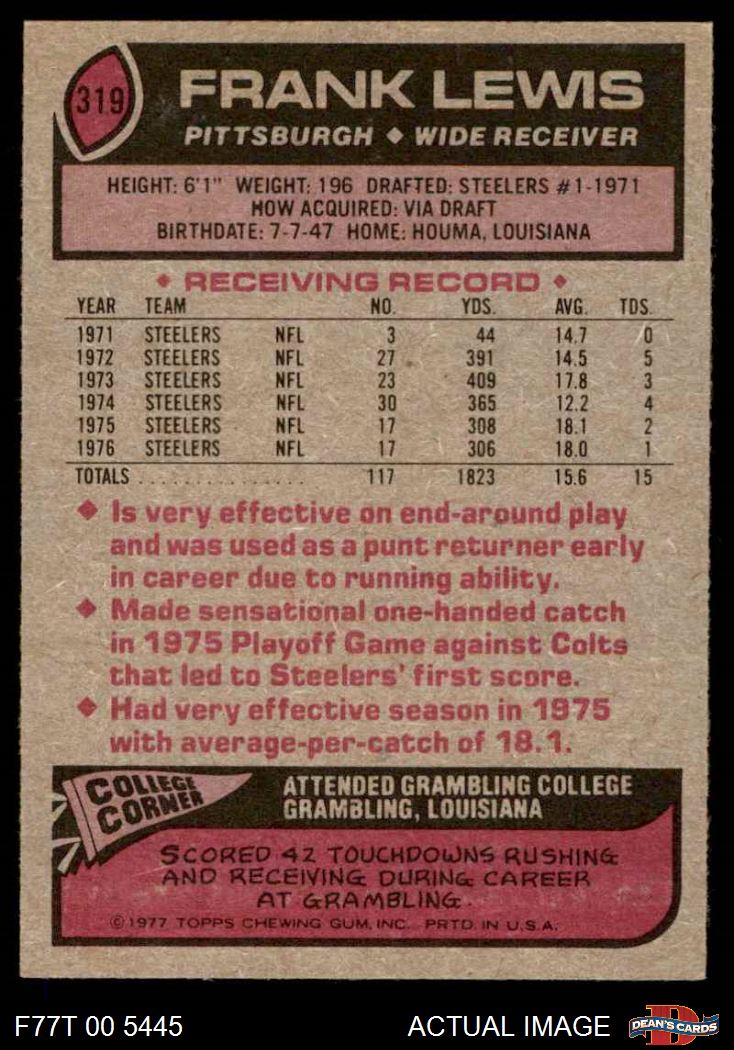 319
FRANK LEWIS
PITTSBURGH ♦ WIDE RECEIVER
HEIGHT: 6'1" WEIGHT: 196 DRAFTED: STEELERS #1-1971
HOW ACQUIRED: VIA DRAFT
BIRTHDATE: 7-7-47 HOME: HOUMA, LOUISIANA
♦ RECEIVING RECORD ♦
YEAR TEAM NO. YDS. AVG. TDS.
1971 STEELERS NFL 3 44 14.7 0
1972 STEELERS NFL 27 391 14.5 5
1973 STEELERS NFL 23 409 17.8 3
1974 STEELERS NFL 30 365 12.2 4
1975 STEELERS NFL 17 308 18.1 2
1976 STEELERS NFL 17 306 18.0 1
TOTALS . . . . . . . . . . . . . . . 117 1823 15.6 15
♦ Is very effective on end-around play
and was used as a punt returner early
in career due to running ability.
♦ Made sensational one-handed catch
in 1975 Playoff Game against Colts
that led to Steelers' first score.
♦ Had very effective season in 1975
with average-per-catch of 18.1.
COLLEGE
CORNER
ATTENDED GRAMBLING COLLEGE
GRAMBLING, LOUISIANA
SCORED 42 TOUCHDOWNS RUSHING
AND RECEIVING DURING CAREER
AT GRAMBLING.
©1977 TOPPS CHEWING GUM, INC. PRTD. IN U.S.A.
F77T 00 5445
ACTUAL IMAGE
D
DEAN'S CARDS